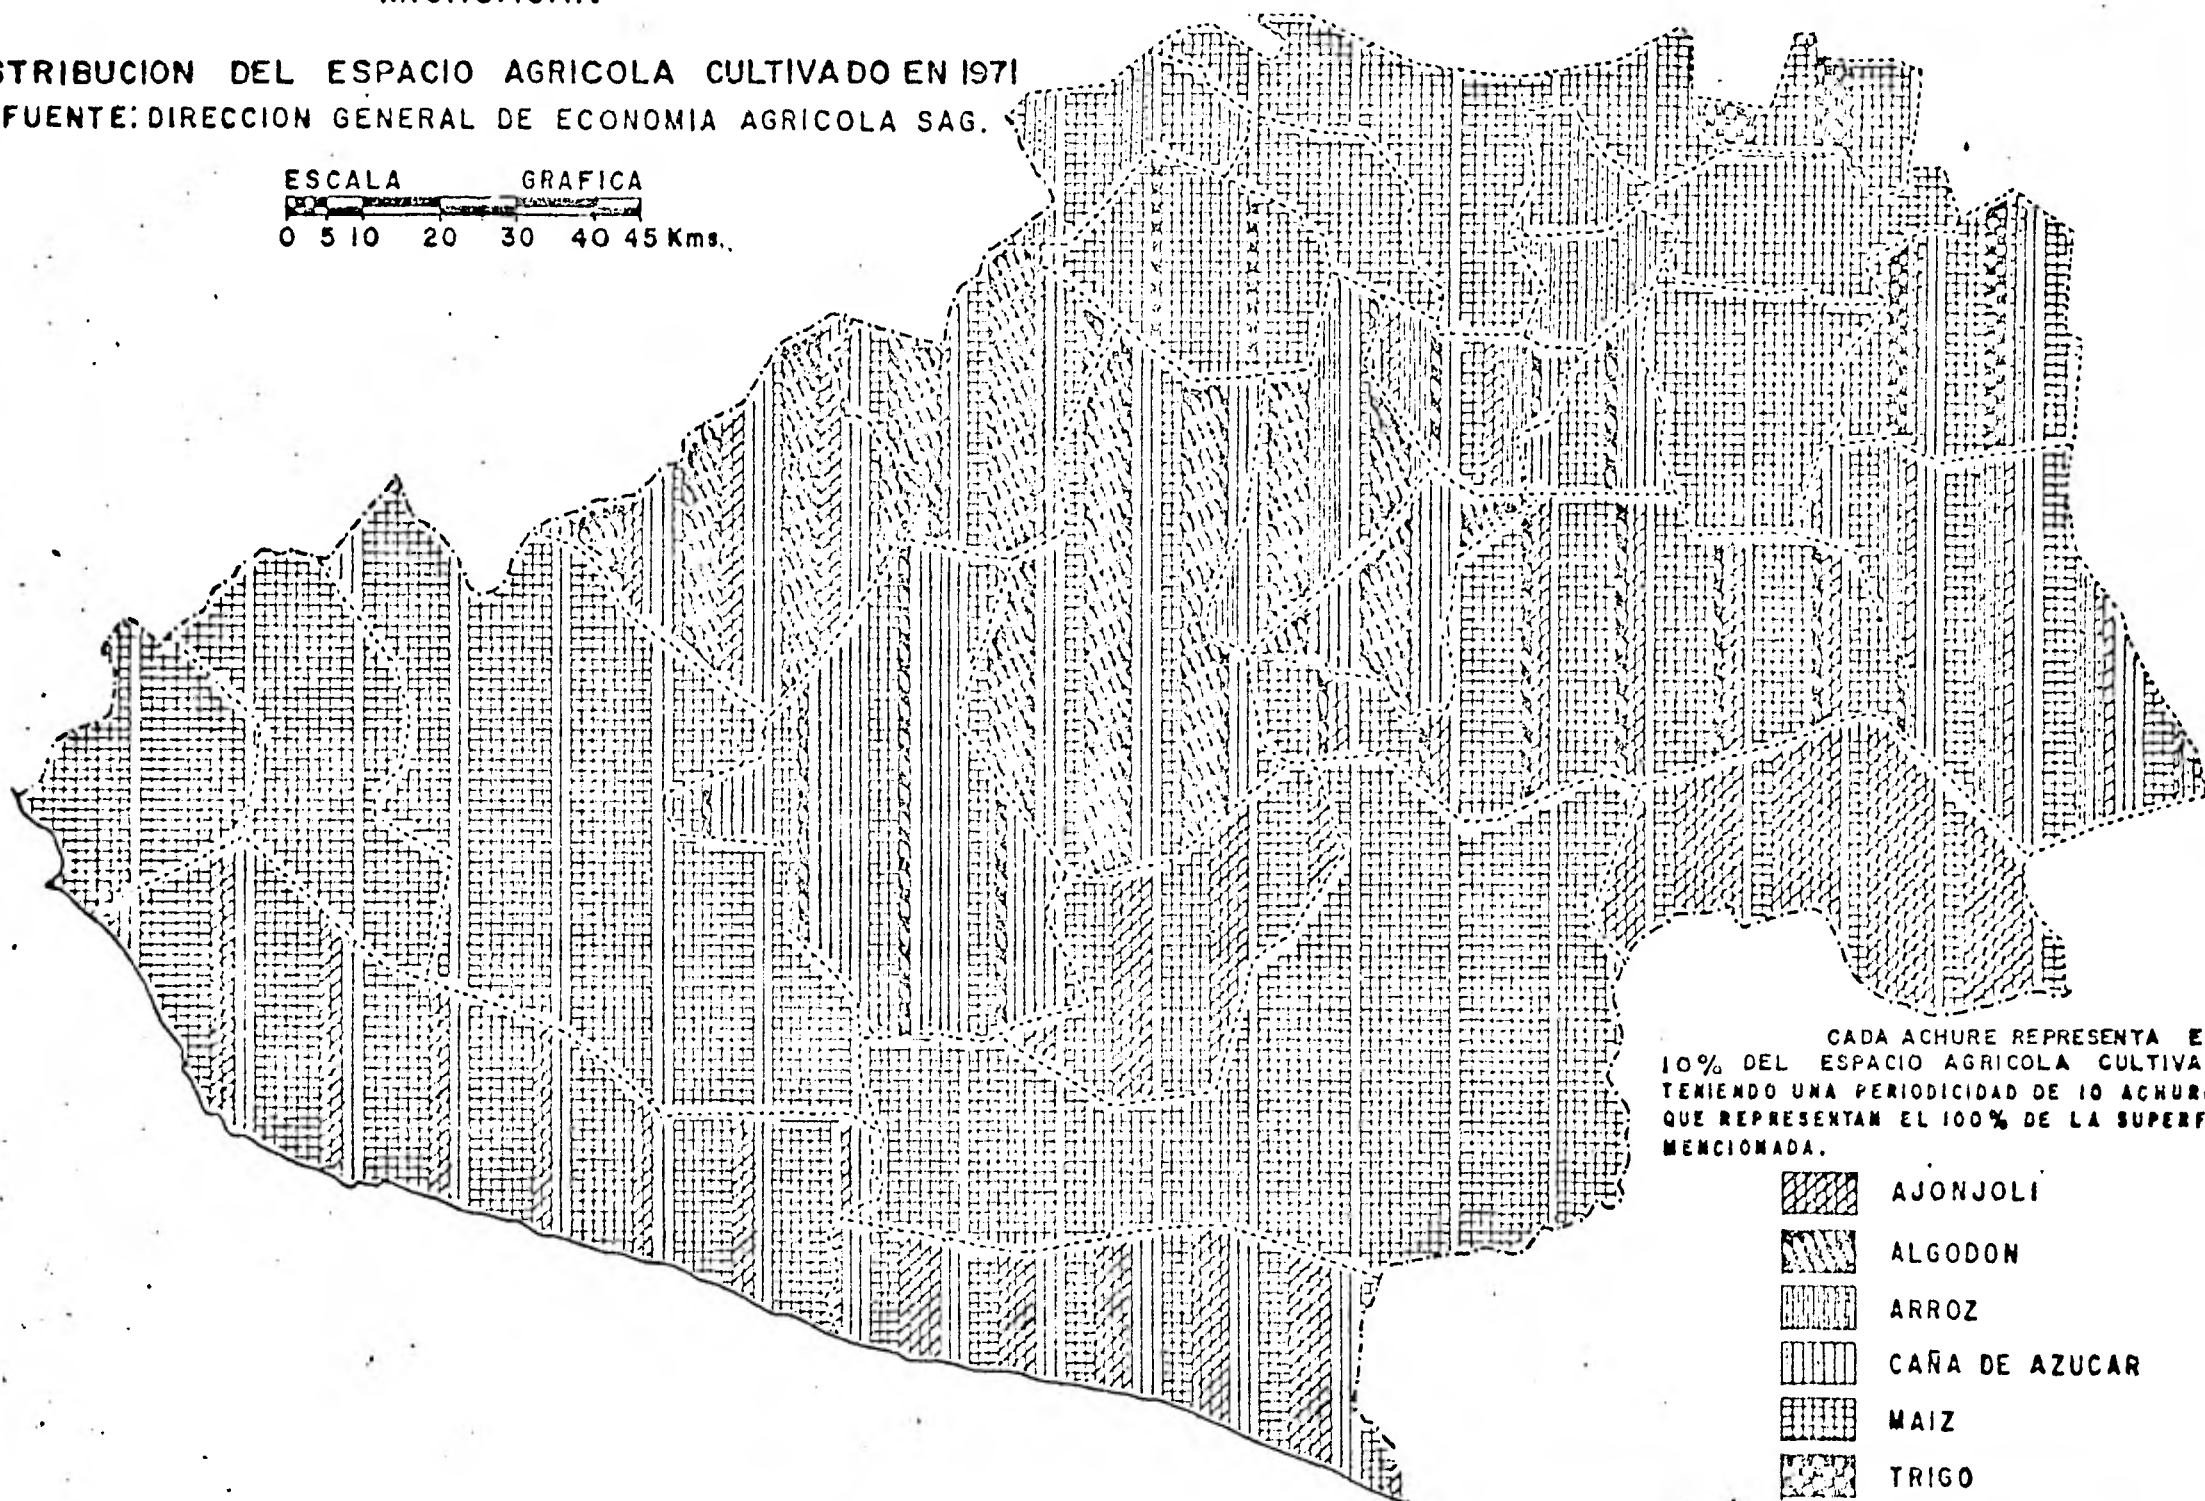 STRIBUCION DEL ESPACIO AGRICOLA CULTIVADO EN 1971
FUENTE: DIRECCION GENERAL DE ECONOMIA AGRICOLA SAG.
ESCALA GRAFICA
0 5 10 20 30 40 45 Kms.
CADA ACHURE REPRESENTA E
10% DEL ESPACIO AGRICOLA CULTIVA
TENIENDO UNA PERIODICIDAD DE 10 ACHUR
QUE REPRESENTAN EL 100% DE LA SUPERF
MENCIONADA.
AJONJOLI
ALGODON
ARROZ
CAÑA DE AZUCAR
MAIZ
TRIGO